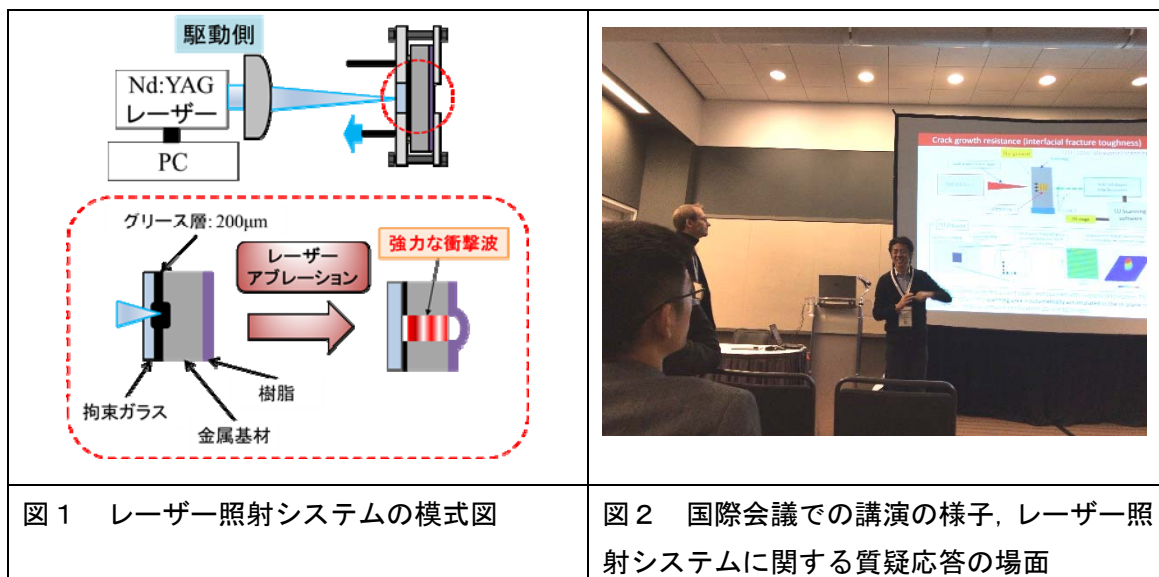 駆動側
Nd:YAG
レーザー
PC
グリース層: 200μm
レーザー
アブレーション
強力な衝撃波
樹脂
拘束ガラス
金属基材
Crack growth resistance (interfacial fracture toughness)
図1 レーザー照射システムの模式図
図2 国際会議での講演の様子, レーザー照
射システムに関する質疑応答の場面